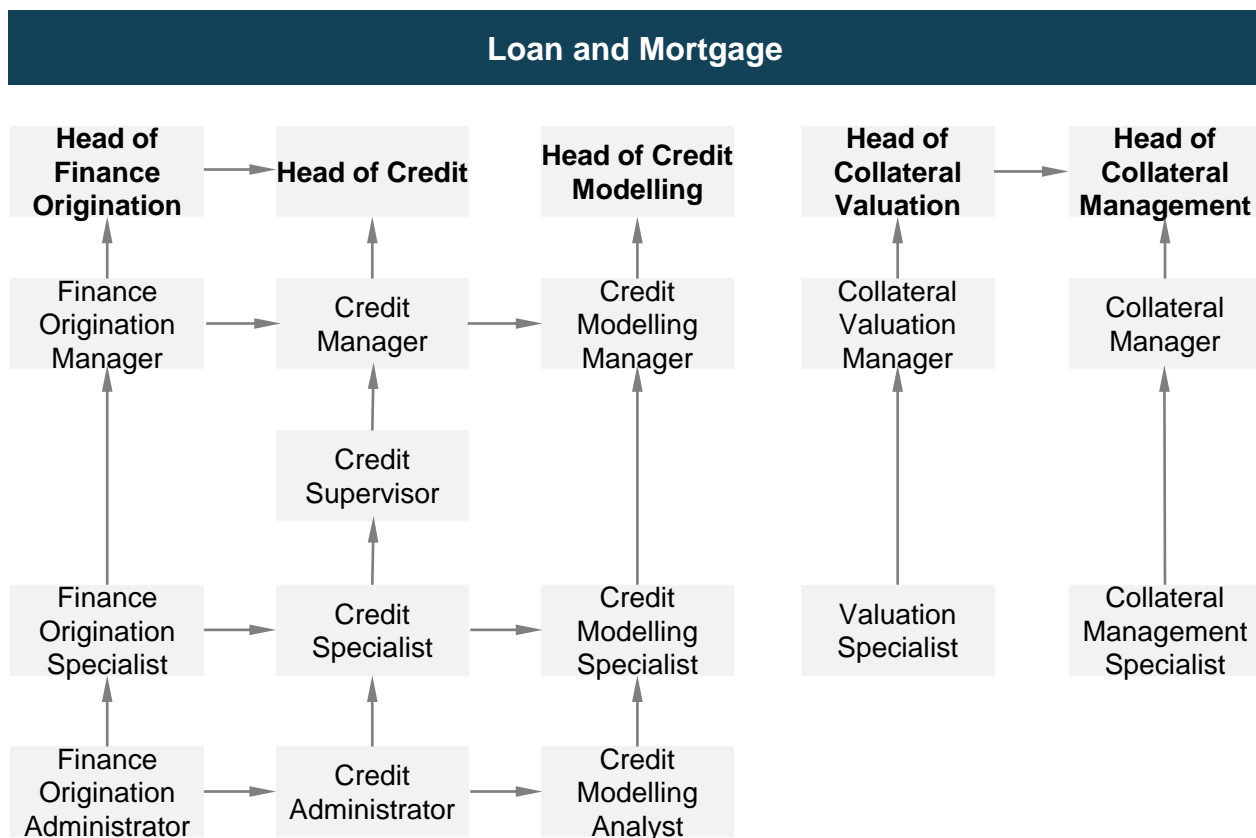 Loan and Mortgage
Head of
Finance
Origination
Head of Credit
Head of Credit
Modelling
Head of
Collateral
Valuation
Head of
Collateral
Management
Finance
Origination
Manager
Credit
Manager
Credit
Modelling
Manager
Collateral
Valuation
Manager
Collateral
Manager
Credit
Supervisor
Finance
Origination
Specialist
Credit
Specialist
Credit
Modelling
Specialist
Valuation
Specialist
Collateral
Management
Specialist
Finance
Origination
Administrator
Credit
Administrator
Credit
Modelling
Analyst